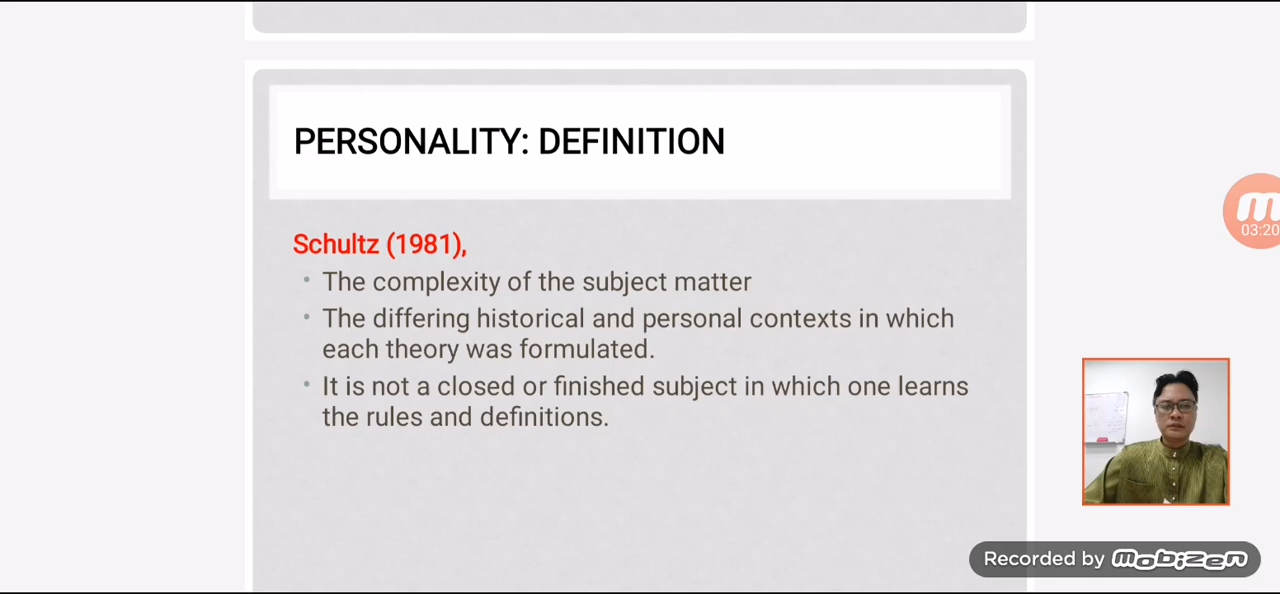 PERSONALITY: DEFINITION
Schultz (1981),
• The complexity of the subject matter
• The differing historical and personal contexts in which
each theory was formulated.
• It is not a closed or finished subject in which one learns
the rules and definitions.
03:20
Recorded by mobizen